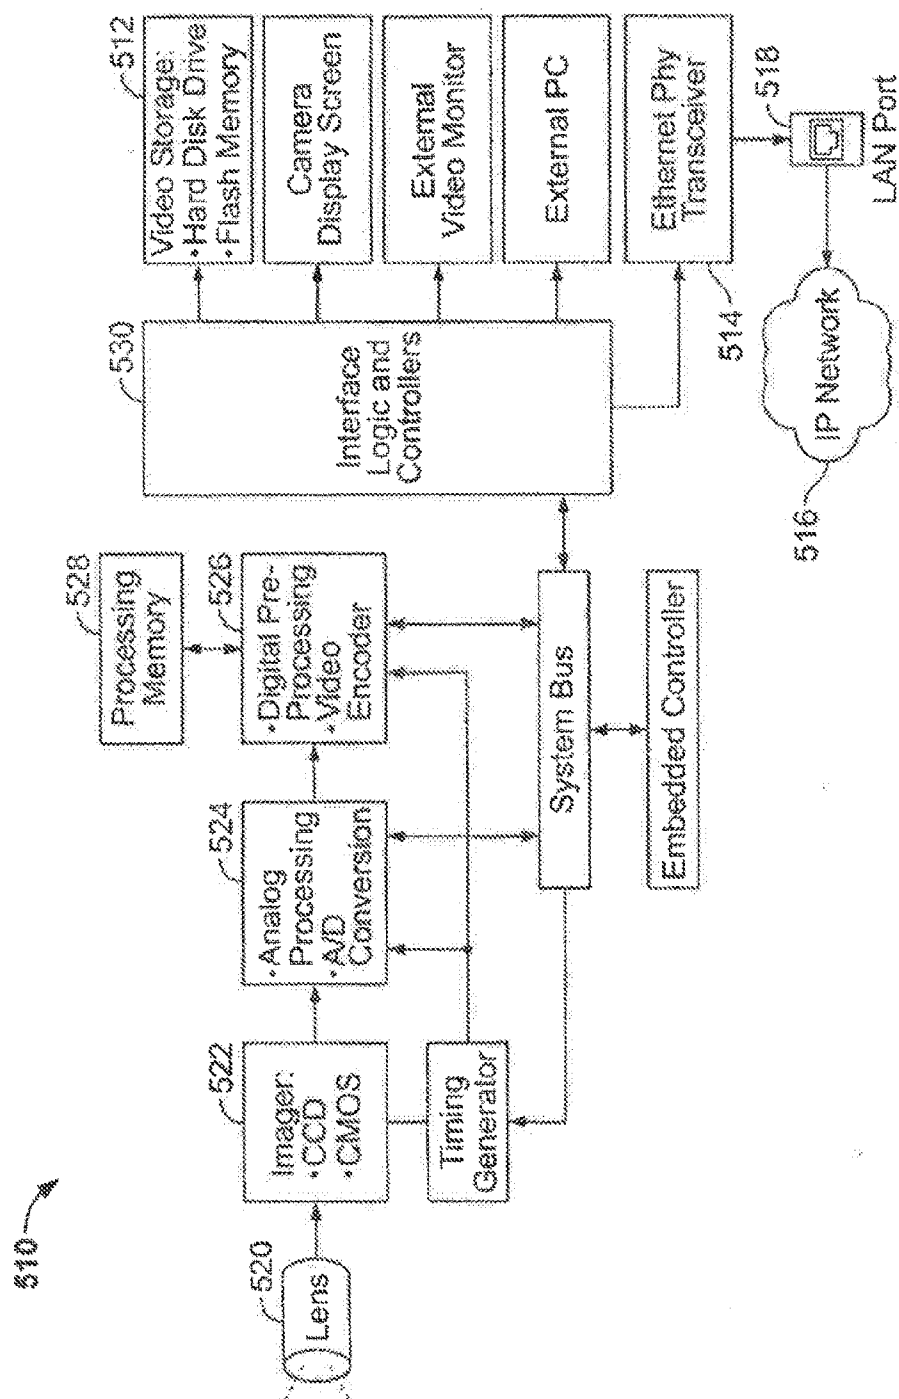 510
520
Lens
522
Imager:
•CCD
•CMOS
Timing
Generator
524
•Analog
Processing
•A/D
Conversion
528
Processing
Memory
526
•Digital Pre-
Processing
•Video
Encoder
System Bus
Embedded Controller
530
Interface
Logic and
Controllers
512
Video Storage:
•Hard Disk Drive
•Flash Memory
Camera
Display Screen
External
Video Monitor
External PC
Ethernet Phy
Transceiver
514
518
LAN Port
IP Network
516